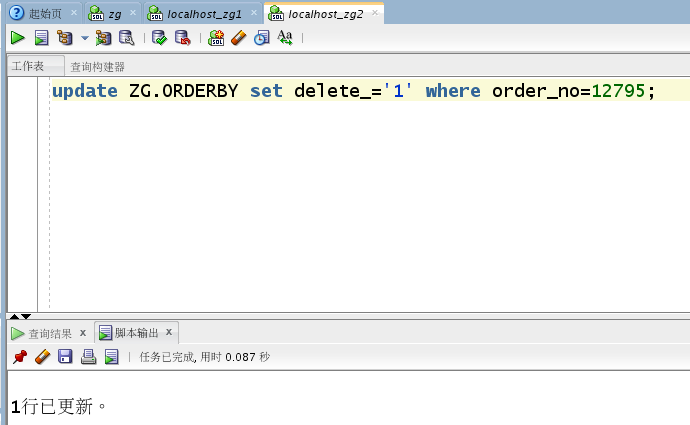 起始页 zg localhost_zg1 localhost_zg2
工作表 查询构建器
update ZG.ORDERBY set delete_='1' where order_no=12795;
查询结果 x 脚本输出 x
任务已完成, 用时 0.087 秒
1行已更新。